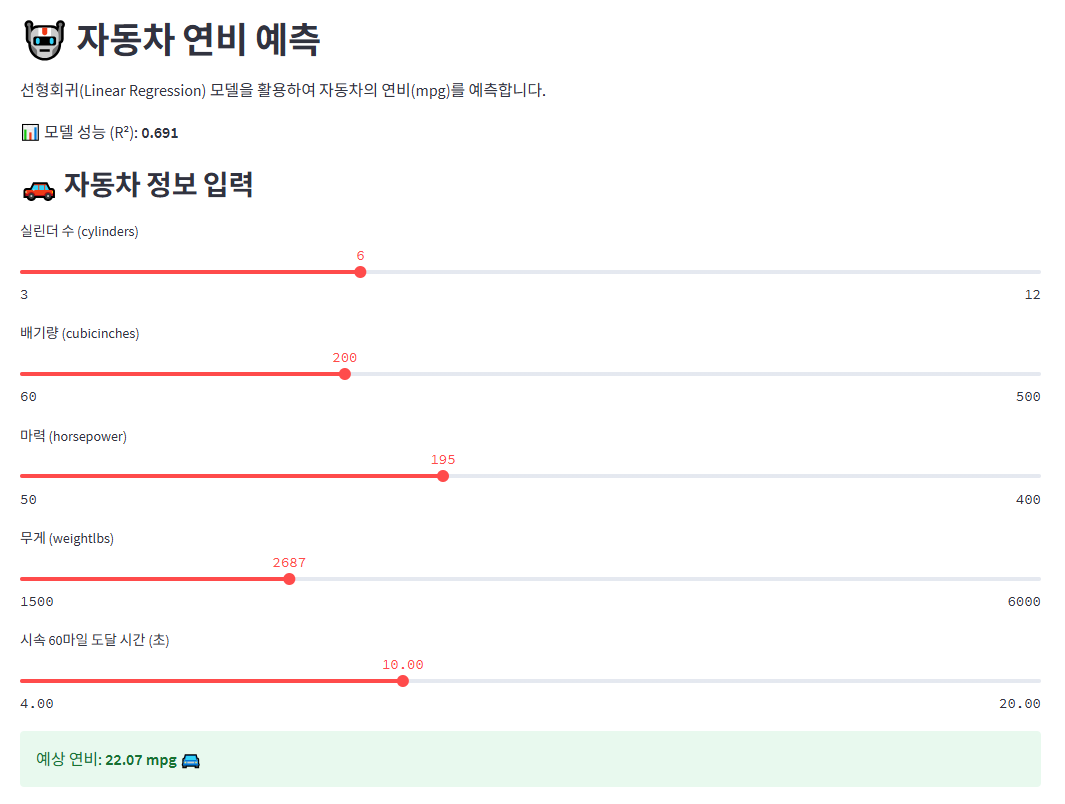 자동차 연비 예측
선형회귀(Linear Regression) 모델을 활용하여 자동차의 연비(mpg)를 예측합니다.
모델 성능 (R²): 0.691
자동차 정보 입력
실린더 수 (cylinders)
6
3 12
배기량 (cubicinches)
200
60 500
마력 (horsepower)
195
50 400
무게 (weightlbs)
2687
1500 6000
시속 60마일 도달 시간 (초)
10.00
4.00 20.00
예상 연비: 22.07 mpg